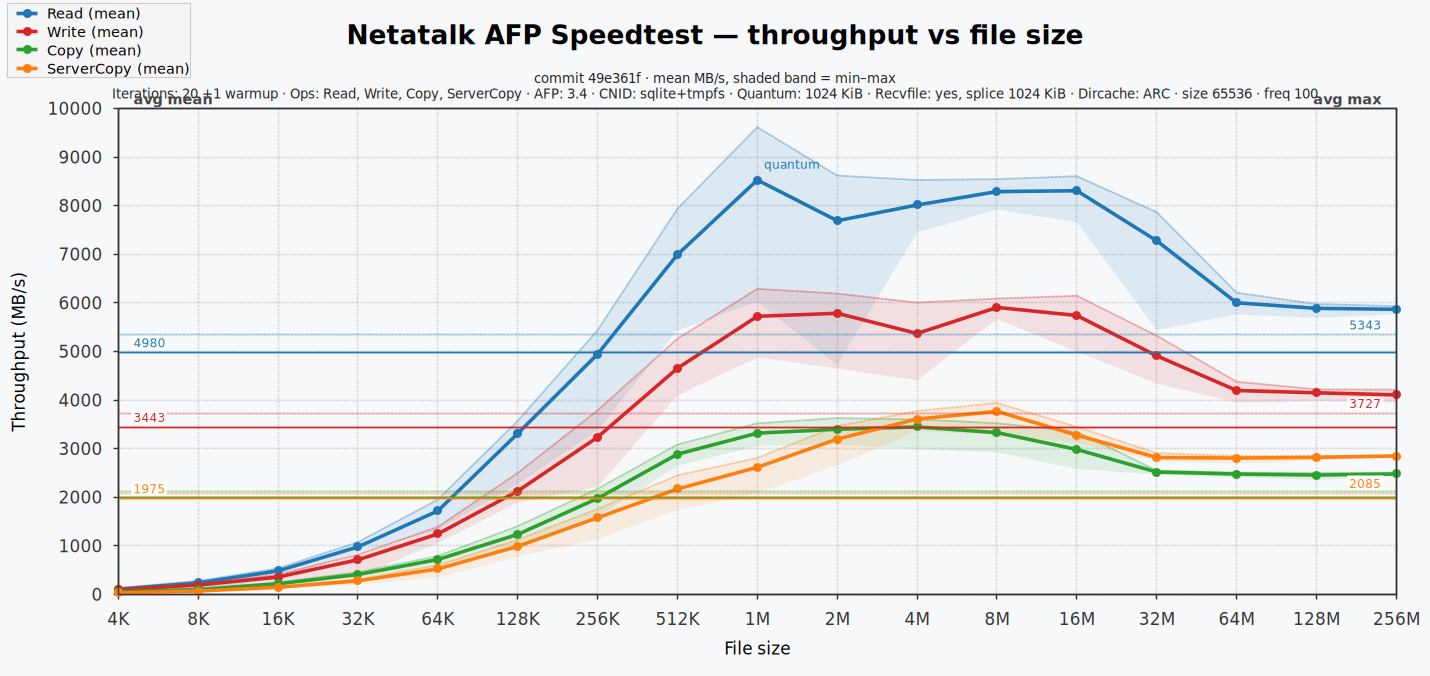 Read (mean)
Write (mean)
Copy (mean)
ServerCopy (mean)
Netatalk AFP Speedtest — throughput vs file size
commit 49e361f · mean MB/s, shaded band = min–max
Iterations: 20 +1 warmup · Ops: Read, Write, Copy, ServerCopy · AFP: 3.4 · CNID: sqlite+tmpfs · Quantum: 1024 KiB · Recvfile: yes, splice 1024 KiB · Dircache: ARC · size 65536 · freq 100
avg mean
avg max
10000
9000
8000
7000
6000
5000
4000
3000
2000
1000
0
Throughput (MB/s)
quantum
4980
5343
3443
3727
1975
2085
4K 8K 16K 32K 64K 128K 256K 512K 1M 2M 4M 8M 16M 32M 64M 128M 256M
File size